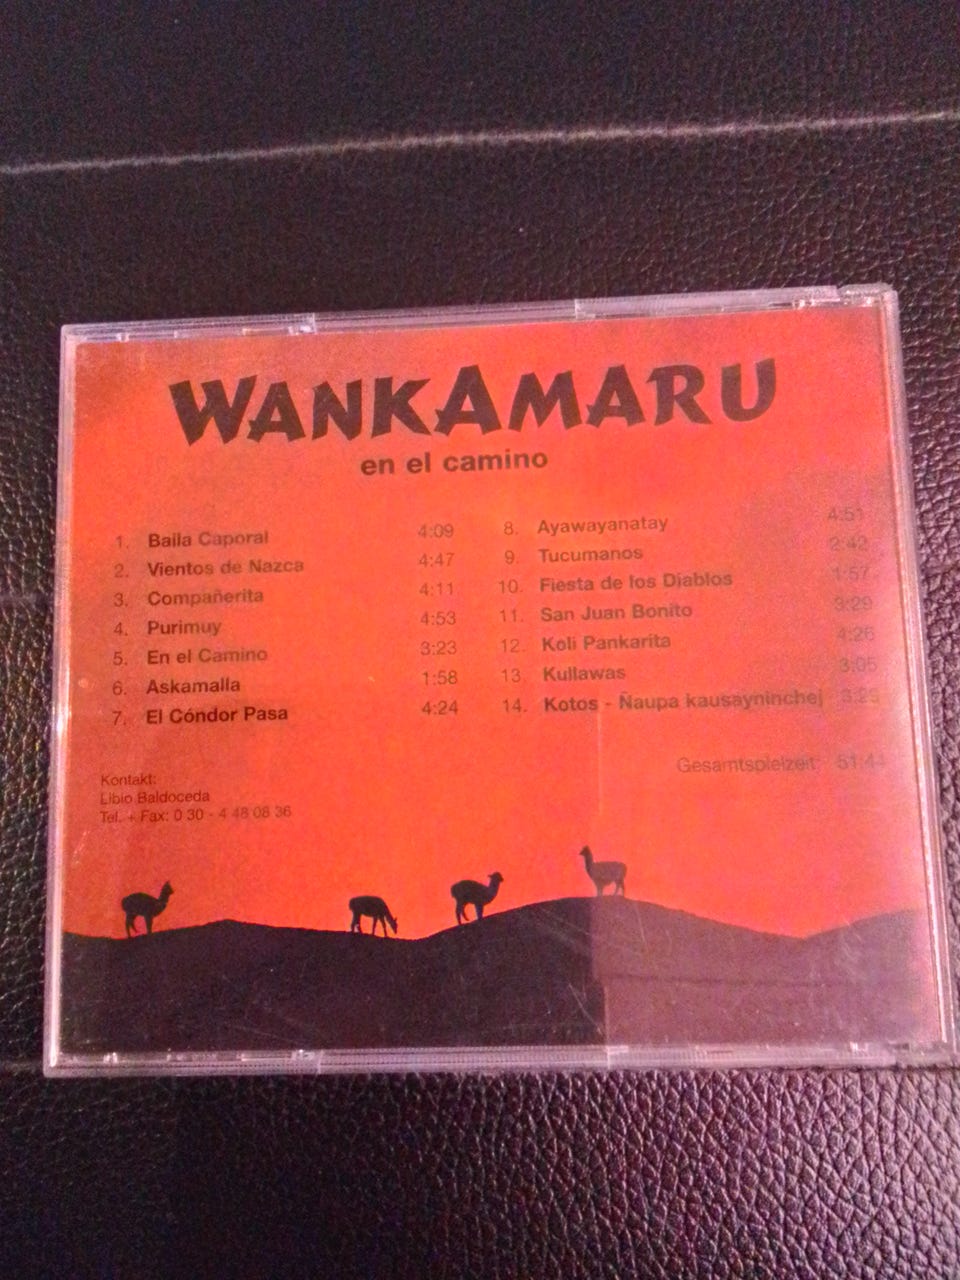 WANKAMARU
en el camino
1. Baila Caporal 4:09
2. Vientos de Nazca 4:47
3. Compañerita 4:11
4. Purimuy 4:53
5. En el Camino 3:23
6. Askamalla 1:58
7. El Cóndor Pasa 4:24
8. Ayawayanatay 4:51
9. Tucumanos 2:42
10. Fiesta de los Diablos 1:57
11. San Juan Bonito 3:29
12. Koli Pankarita 4:26
13 Kullawas 3:05
14. Kotos - Ñaupa kausayninchej 3:25
Gesamtspielzeit: 51:44
Kontakt:
Libio Baldoceda
Tel. + Fax: 0 30 - 4 48 08 36